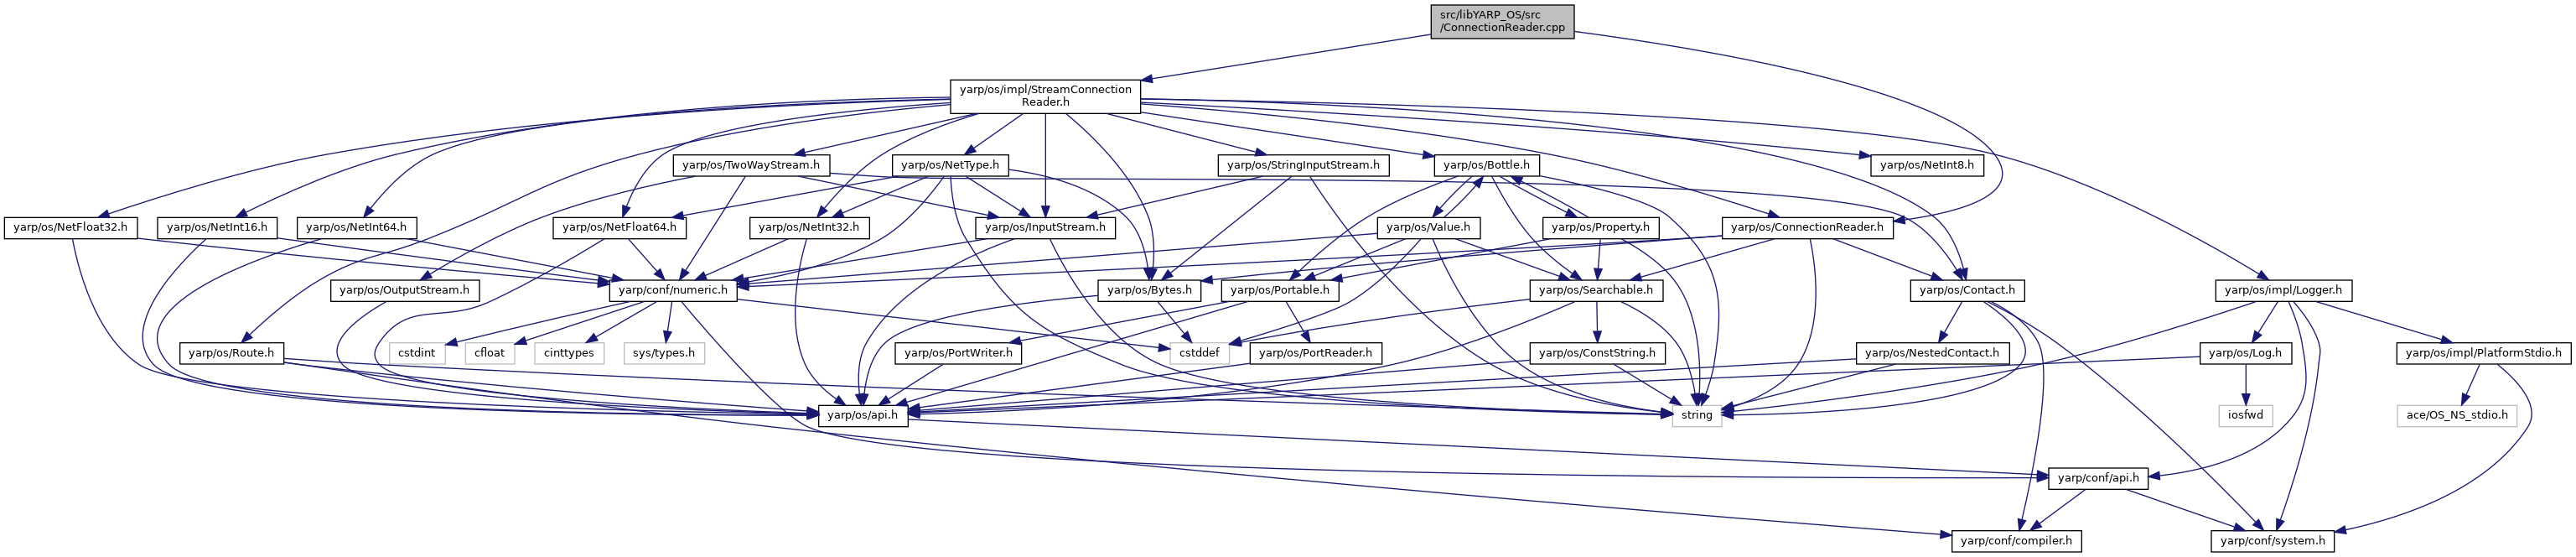 src/libYARP_OS/src
/ConnectionReader.cpp
yarp/os/impl/StreamConnection
Reader.h
yarp/os/TwoWayStream.h
yarp/os/NetType.h
yarp/os/StringInputStream.h
yarp/os/Bottle.h
yarp/os/NetInt8.h
yarp/os/NetFloat32.h
yarp/os/NetInt16.h
yarp/os/NetInt64.h
yarp/os/NetFloat64.h
yarp/os/NetInt32.h
yarp/os/InputStream.h
yarp/os/Value.h
yarp/os/Property.h
yarp/os/ConnectionReader.h
yarp/os/OutputStream.h
yarp/conf/numeric.h
yarp/os/Bytes.h
yarp/os/Portable.h
yarp/os/Searchable.h
yarp/os/Contact.h
yarp/os/impl/Logger.h
yarp/os/Route.h
cstdint
cfloat
cinttypes
sys/types.h
yarp/os/PortWriter.h
cstddef
yarp/os/PortReader.h
yarp/os/ConstString.h
yarp/os/NestedContact.h
yarp/os/Log.h
yarp/os/impl/PlatformStdio.h
yarp/os/api.h
string
iosfwd
ace/OS_NS_stdio.h
yarp/conf/api.h
yarp/conf/compiler.h
yarp/conf/system.h